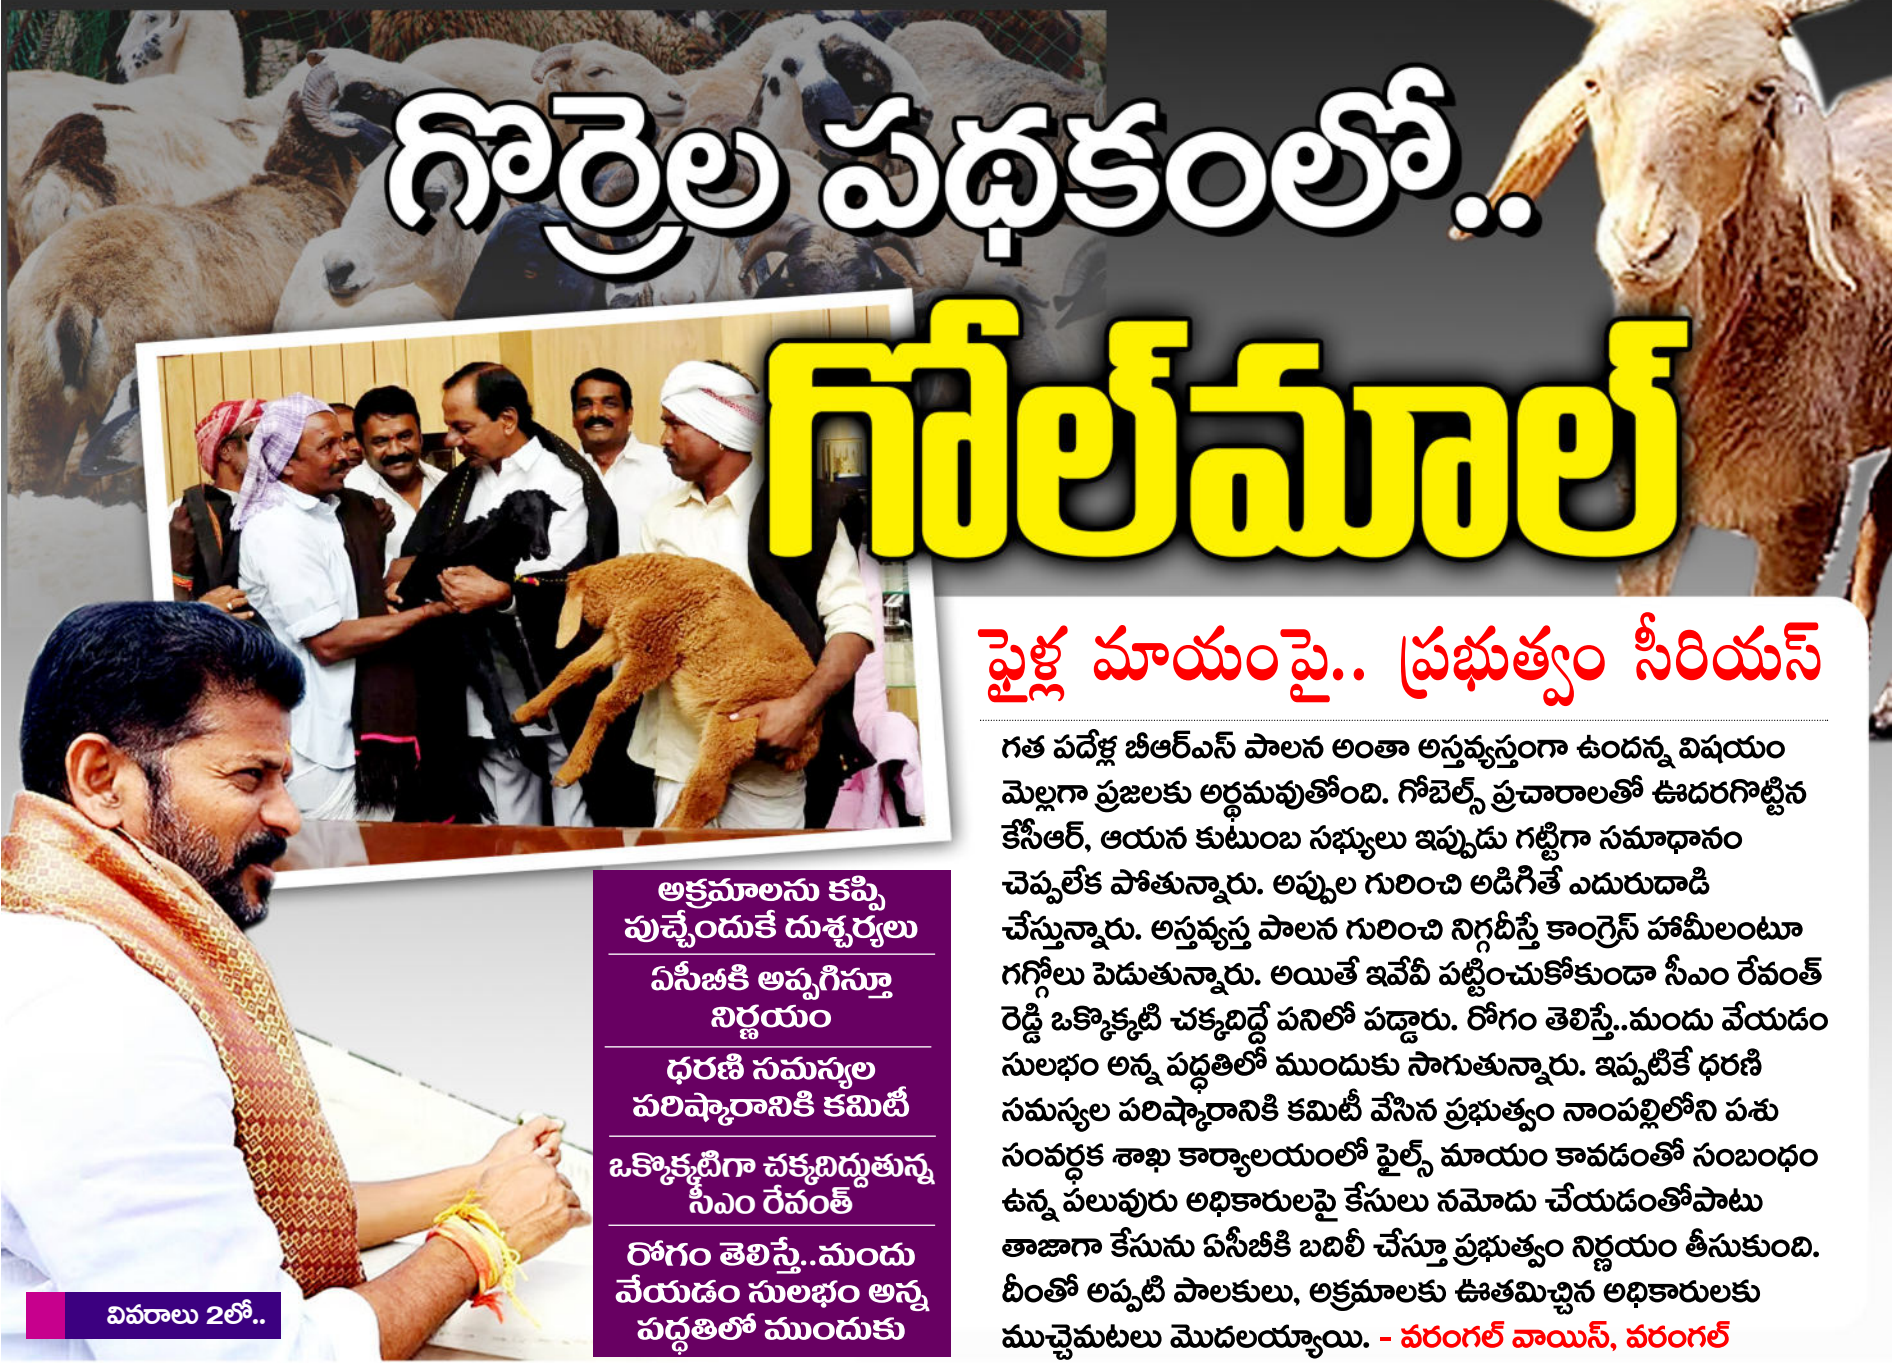 గొర్రెల పథకంలో..
గోల్‌మాల్
ఫైళ్ల మాయంపై.. ప్రభుత్వం సీరియస్
గత పదేళ్ల బీఆర్ఎస్ పాలన అంతా అస్తవ్యస్తంగా ఉందన్న విషయం
మెల్లగా ప్రజలకు అర్థమవుతోంది. గోబెల్స్ ప్రచారాలతో ఊదరగొట్టిన
కేసీఆర్, ఆయన కుటుంబ సభ్యులు ఇప్పుడు గట్టిగా సమాధానం
చెప్పలేక పోతున్నారు. అప్పుల గురించి అడిగితే ఎదురుదాడి
చేస్తున్నారు. అస్తవ్యస్త పాలన గురించి నిగ్గదీస్తే కాంగ్రెస్ హామీలంటూ
గగ్గోలు పెడుతున్నారు. అయితే ఇవేవీ పట్టించుకోకుండా సీఎం రేవంత్
రెడ్డి ఒక్కొక్కటి చక్కదిద్దే పనిలో పడ్డారు. రోగం తెలిస్తే..మందు వేయడం
సులభం అన్న పద్ధతిలో ముందుకు సాగుతున్నారు. ఇప్పటికే ధరణి
సమస్యల పరిష్కారానికి కమిటీ వేసిన ప్రభుత్వం నాంపల్లిలోని పశు
సంవర్ధక శాఖ కార్యాలయంలో ఫైల్స్ మాయం కావడంతో సంబంధం
ఉన్న పలువురు అధికారులపై కేసులు నమోదు చేయడంతోపాటు
తాజాగా కేసును ఏసీబీకి బదిలీ చేస్తూ ప్రభుత్వం నిర్ణయం తీసుకుంది.
దీంతో అప్పటి పాలకులు, అక్రమాలకు ఊతమిచ్చిన అధికారులకు
ముచ్చెమటలు మొదలయ్యాయి. - వరంగల్ వాయిస్, వరంగల్
అక్రమాలను కప్పి
పుచ్చేందుకే దుశ్చర్యలు
ఏసీబీకి అప్పగిస్తూ
నిర్ణయం
ధరణి సమస్యల
పరిష్కారానికి కమిటీ
ఒక్కొక్కటిగా చక్కదిద్దుతున్న
సీఎం రేవంత్
రోగం తెలిస్తే..మందు
వేయడం సులభం అన్న
పద్ధతిలో ముందుకు
వివరాలు 2లో..